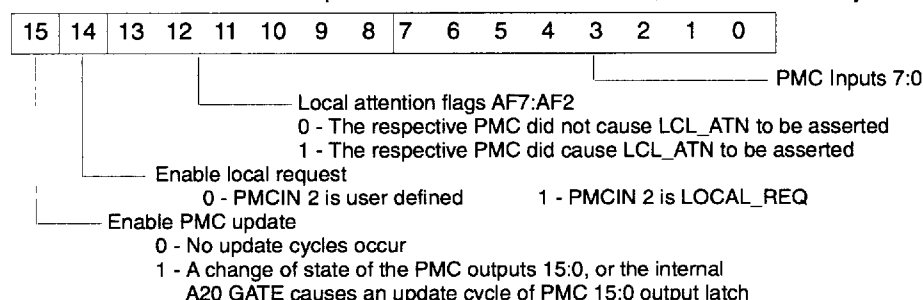 15 14 13 12 11 10 9 8 7 6 5 4 3 2 1 0
PMC Inputs 7:0
Local attention flags AF7:AF2
0 - The respective PMC did not cause LCL_ATN to be asserted
1 - The respective PMC did cause LCL_ATN to be asserted
Enable local request
0 - PMCIN 2 is user defined 1 - PMCIN 2 is LOCAL_REQ
Enable PMC update
0 - No update cycles occur
1 - A change of state of the PMC outputs 15:0, or the internal
A20 GATE causes an update cycle of PMC 15:0 output latch